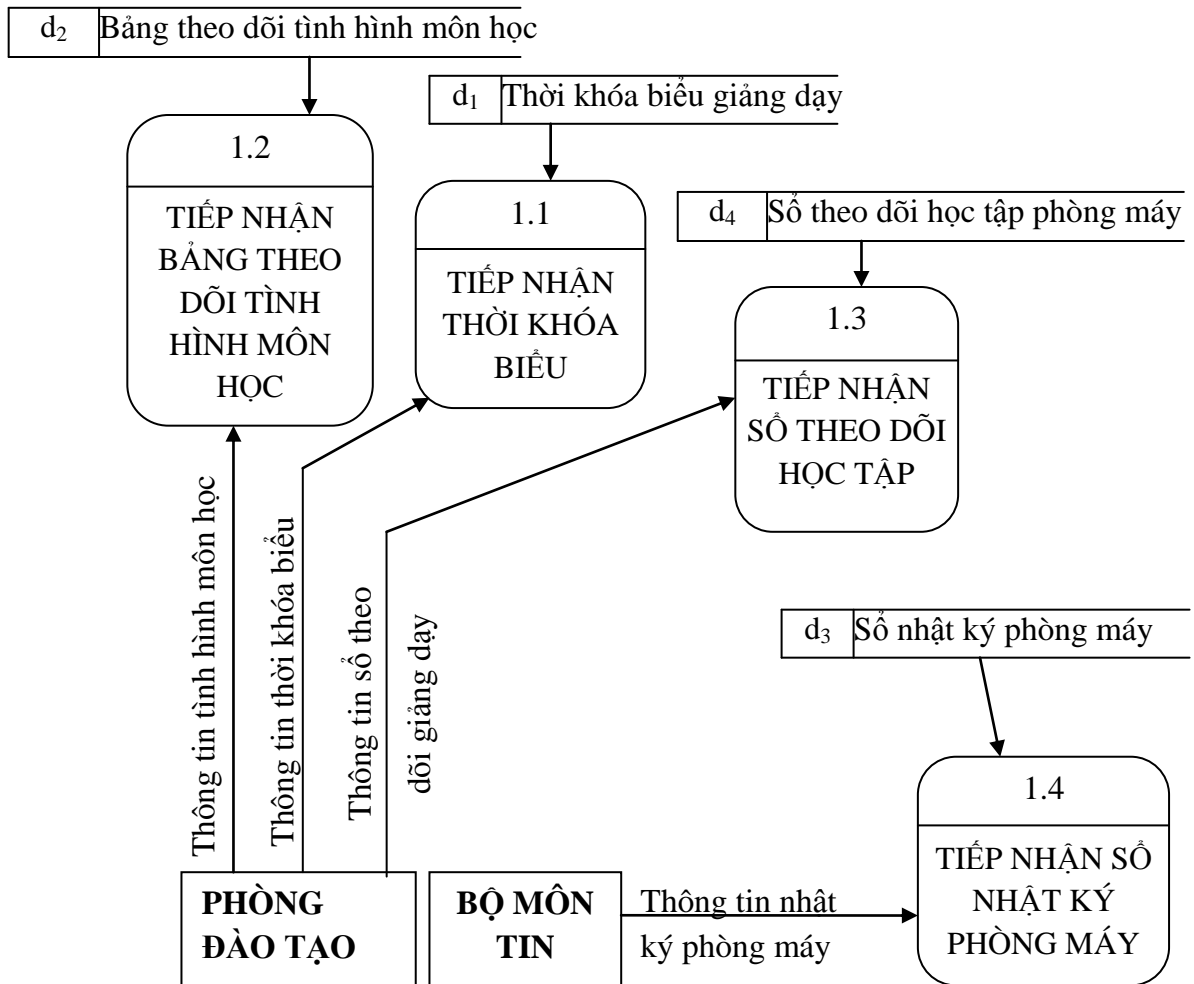 d₂ Bảng theo dõi tình hình môn học
d₁ Thời khóa biểu giảng dạy
1.2
TIẾP NHẬN
BẢNG THEO
DÕI TÌNH
HÌNH MÔN
HỌC
1.1
TIẾP NHẬN
THỜI KHÓA
BIỂU
d₄ Sổ theo dõi học tập phòng máy
1.3
TIẾP NHẬN
SỔ THEO DÕI
HỌC TẬP
Thông tin tình hình môn học
Thông tin thời khóa biểu
Thông tin sổ theo
dõi giảng dạy
d₃ Sổ nhật ký phòng máy
1.4
TIẾP NHẬN SỔ
NHẬT KÝ
PHÒNG MÁY
PHÒNG
ĐÀO TẠO
BỘ MÔN
TIN
Thông tin nhật
ký phòng máy